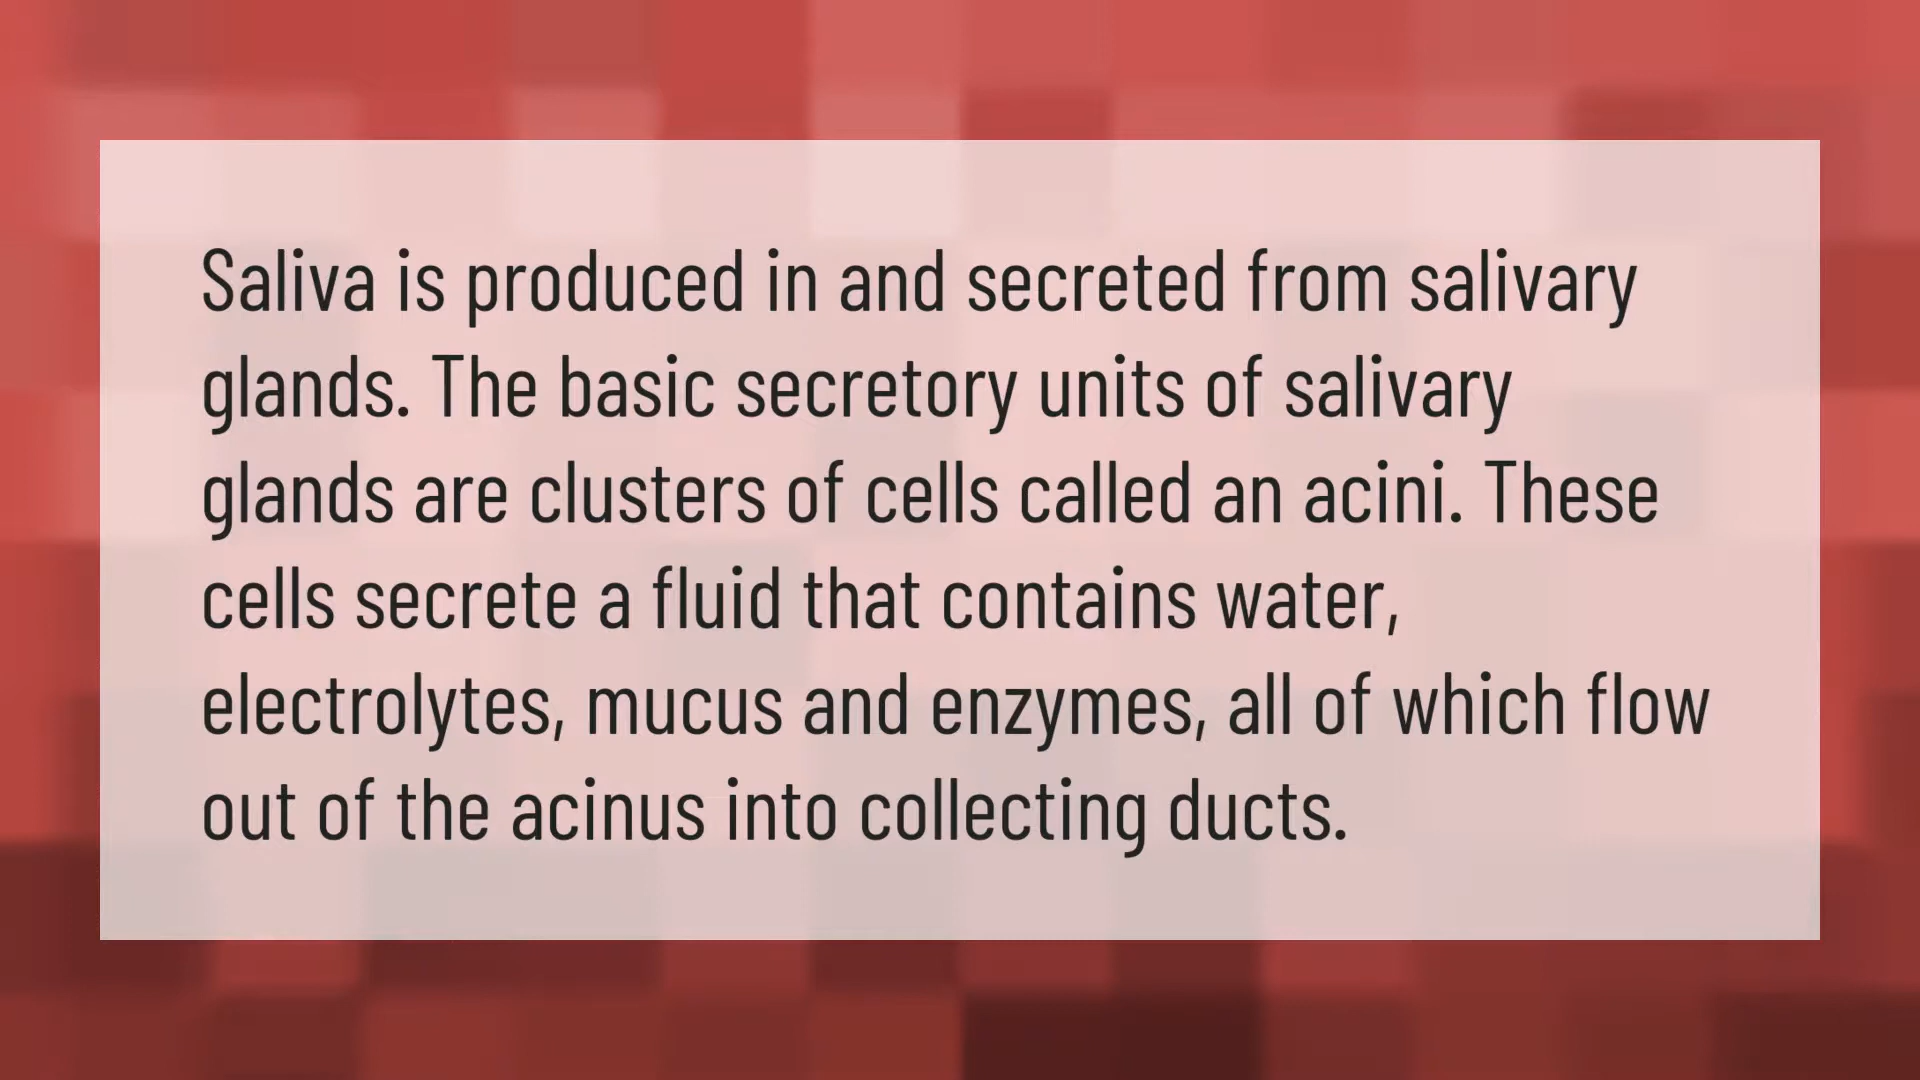 Saliva is produced in and secreted from salivary
glands. The basic secretory units of salivary
glands are clusters of cells called an acini. These
cells secrete a fluid that contains water,
electrolytes, mucus and enzymes, all of which flow
out of the acinus into collecting ducts.